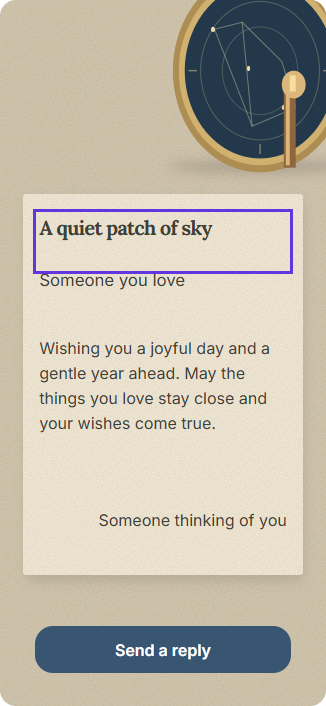 A quiet patch of sky
Someone you love
Wishing you a joyful day and a
gentle year ahead. May the
things you love stay close and
your wishes come true.
Someone thinking of you
Send a reply